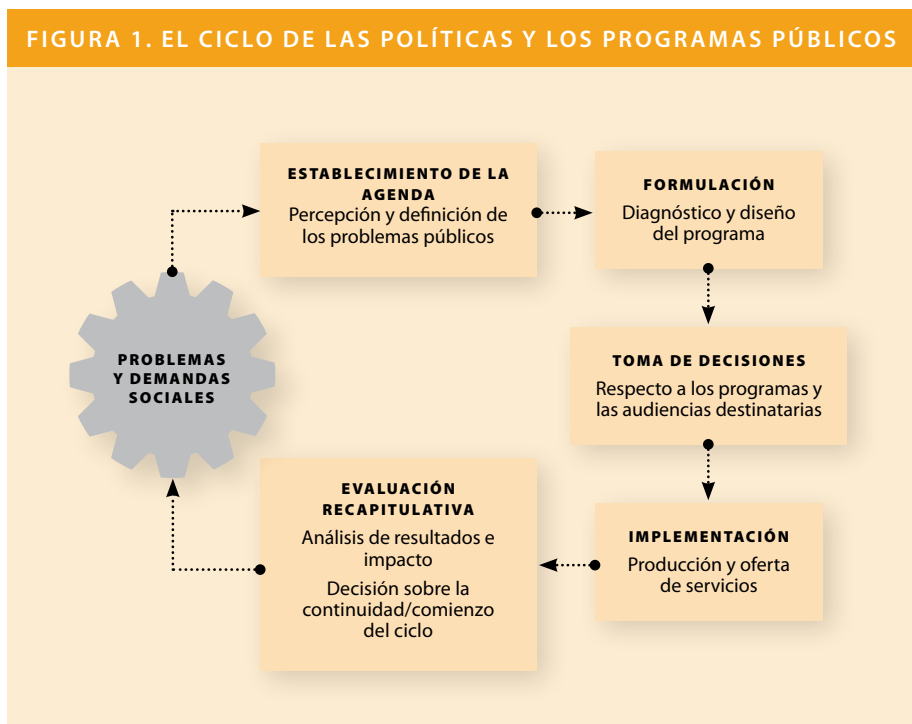 FIGURA 1. EL CICLO DE LAS POLÍTICAS Y LOS PROGRAMAS PÚBLICOS
PROBLEMAS
Y DEMANDAS
SOCIALES
ESTABLECIMIENTO DE LA
AGENDA
Percepción y definición de
los problemas públicos
FORMULACIÓN
Diagnóstico y diseño
del programa
TOMA DE DECISIONES
Respecto a los programas y
las audiencias destinatarias
IMPLEMENTACIÓN
Producción y oferta
de servicios
EVALUACIÓN
RECAPITULATIVA
Análisis de resultados e
impacto
Decisión sobre la
continuidad/comienzo
del ciclo